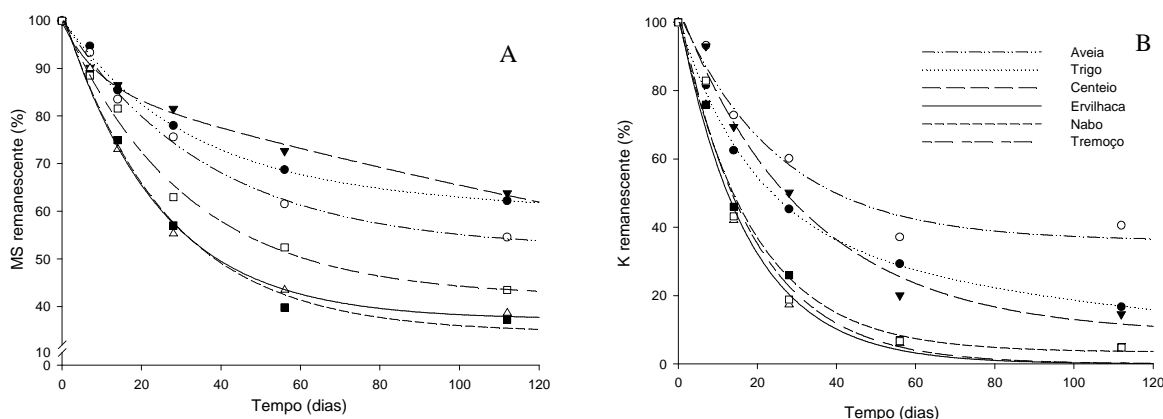 A
MS remanescente (%)
100
90
80
70
60
50
40
10
0
0 20 40 60 80 100 120
Tempo (dias)
B
K remanescente (%)
100
80
60
40
20
0
Aveia
Trigo
Centeio
Ervilhaca
Nabo
Tremoço
0 20 40 60 80 100 120
Tempo (dias)